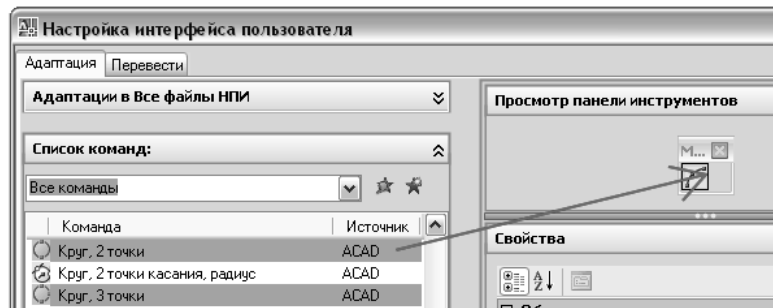 Настройка интерфейса пользователя
Адаптация Перевести
Адаптации в Все файлы НПИ
Просмотр панели инструментов
Список команд:
М...
Все команды
Команда Источник
Свойства
Круг, 2 точки ACAD
Круг, 2 точки касания, радиус ACAD
Круг, 3 точки ACAD